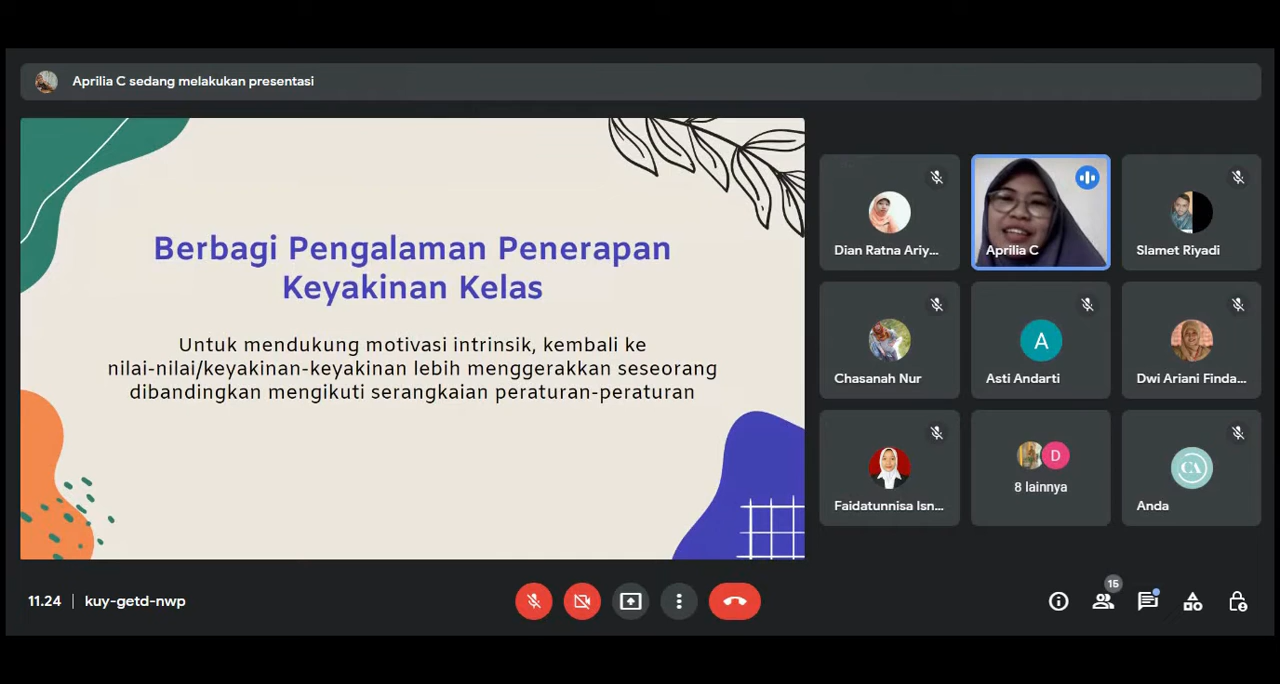 Aprilia C sedang melakukan presentasi
Berbagi Pengalaman Penerapan
Keyakinan Kelas
Untuk mendukung motivasi intrinsik, kembali ke
nilai-nilai/keyakinan-keyakinan lebih menggerakkan seseorang
dibandingkan mengikuti serangkaian peraturan-peraturan
Dian Ratna Ariy...
Aprilia C
Slamet Riyadi
Chasanah Nur
A
Asti Andarti
Dwi Ariani Finda...
Faidatunnisa Isn...
D
8 lainnya
CA
Anda
11.24 | kuy-getd-nwp
15